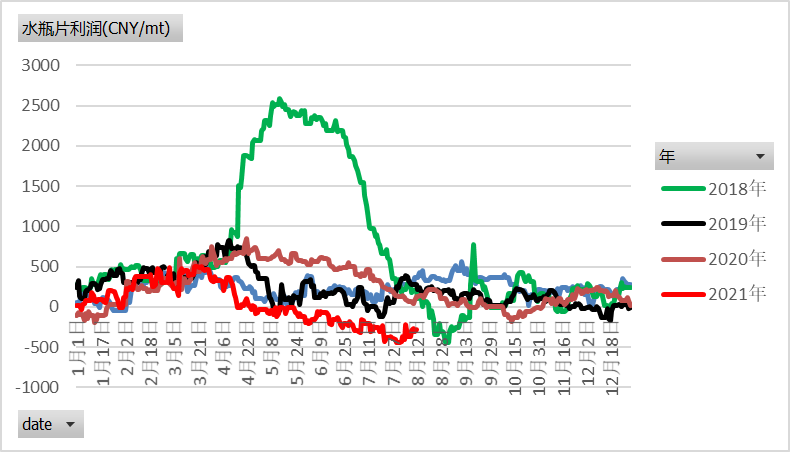 水瓶片利润(CNY/mt)
3000
2500
2000
1500
1000
500
0
-500
-1000
1月1日
1月17日
2月2日
2月18日
3月5日
3月21日
4月6日
4月22日
5月8日
5月24日
6月9日
6月25日
7月11日
7月27日
8月12日
8月28日
9月13日
9月29日
10月15日
10月31日
11月16日
12月2日
12月18日
年
2018年
2019年
2020年
2021年
date